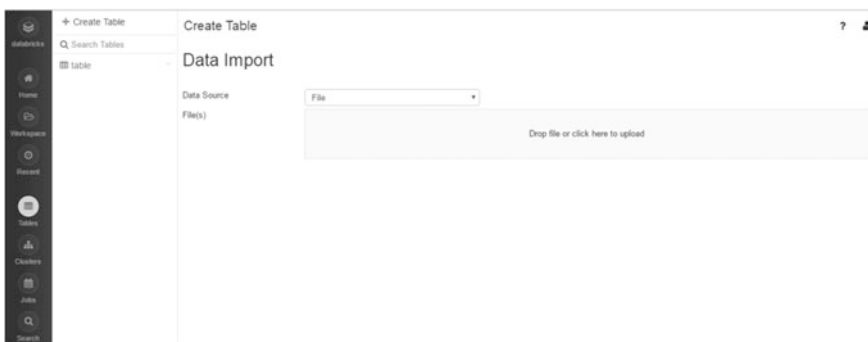 databricks
Home
Workspace
Recent
Tables
Clusters
Jobs
Search
+ Create Table
Search Tables
table
Create Table
?
Data Import
Data Source
File
File(s)
Drop file or click here to upload